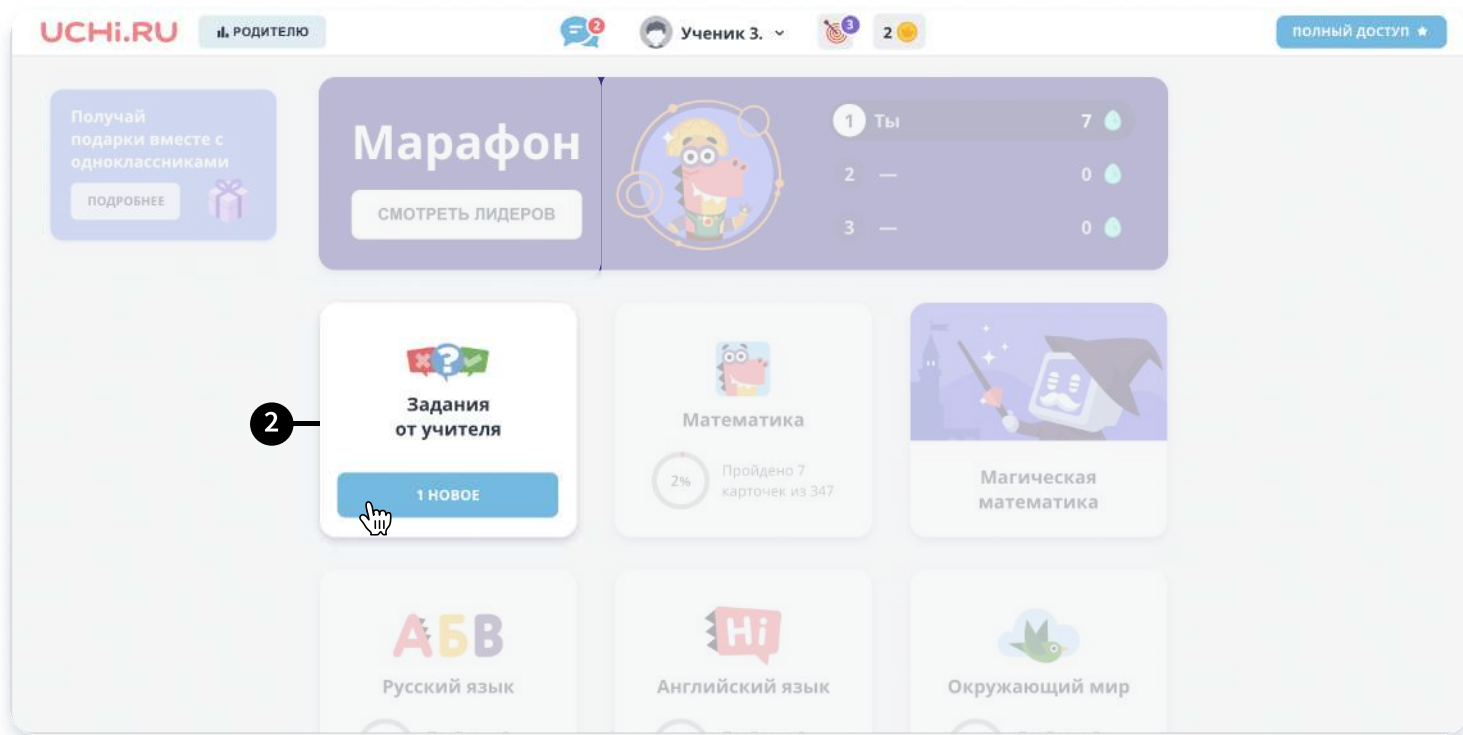 UCHi.RU
РОДИТЕЛЮ
2
Ученик З.
3
2
ПОЛНЫЙ ДОСТУП
Получай
подарки вместе с
одноклассниками
ПОДРОБНЕЕ
Марафон
СМОТРЕТЬ ЛИДЕРОВ
1 Ты 7
2 — 0
3 — 0
2
Задания
от учителя
1 НОВОЕ
Математика
2%
Пройдено 7
карточек из 347
Магическая
математика
АБВ
Русский язык
Hi
Английский язык
Окружающий мир